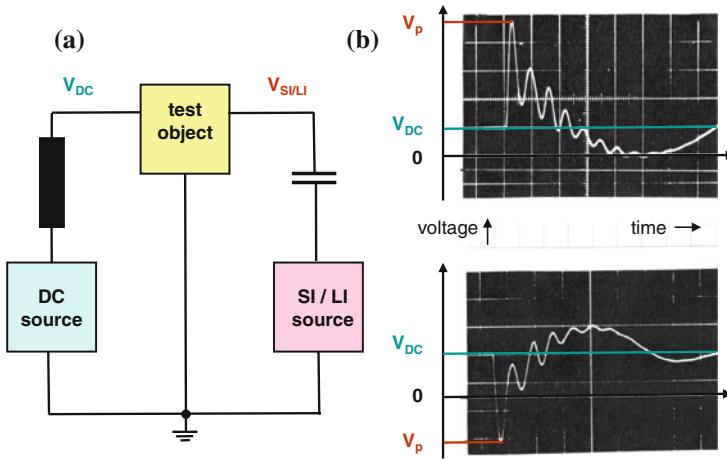 (a)
V_DC
V_SI/LI
test
object
DC
source
SI / LI
source
(b)
V_p
V_DC
0
voltage
time
V_DC
0
V_p